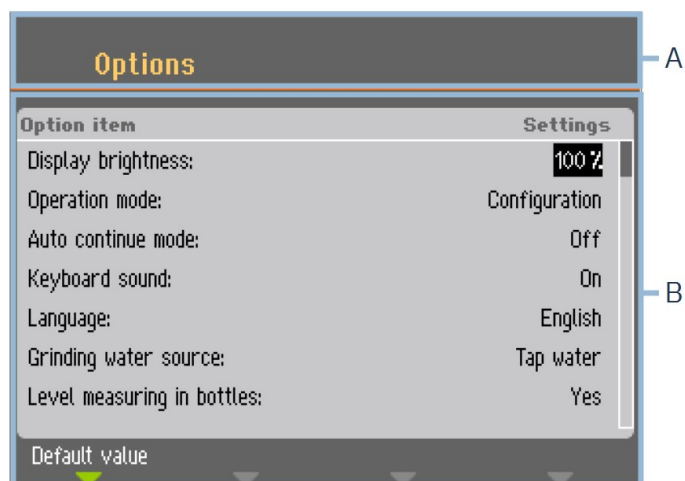 Options
A
Option item Settings
Display brightness: 100 %
Operation mode: Configuration
Auto continue mode: Off
Keyboard sound: On
B
Language: English
Grinding water source: Tap water
Level measuring in bottles: Yes
Default value